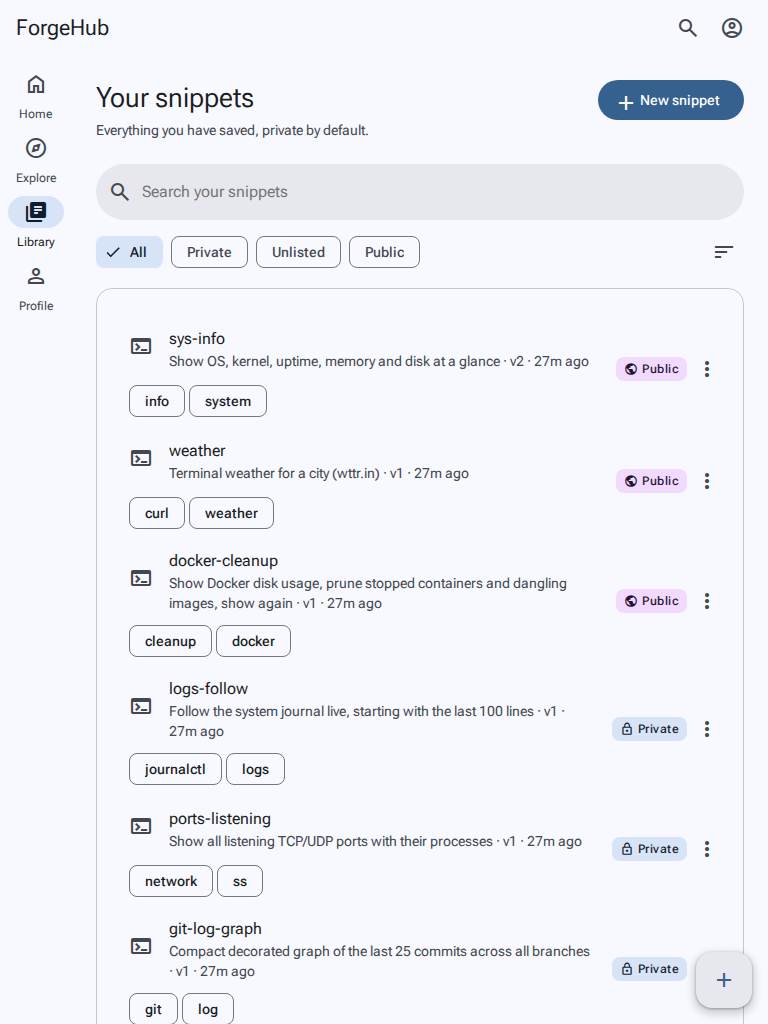 ForgeHub
Home
Explore
Library
Profile
Your snippets
Everything you have saved, private by default.
New snippet
Search your snippets
All
Private
Unlisted
Public
sys-info
Show OS, kernel, uptime, memory and disk at a glance · v2 · 27m ago
Public
info
system
weather
Terminal weather for a city (wttr.in) · v1 · 27m ago
Public
curl
weather
docker-cleanup
Show Docker disk usage, prune stopped containers and dangling
images, show again · v1 · 27m ago
Public
cleanup
docker
logs-follow
Follow the system journal live, starting with the last 100 lines · v1 ·
27m ago
Private
journalctl
logs
ports-listening
Show all listening TCP/UDP ports with their processes · v1 · 27m ago
Private
network
ss
git-log-graph
Compact decorated graph of the last 25 commits across all branches
· v1 · 27m ago
Private
git
log